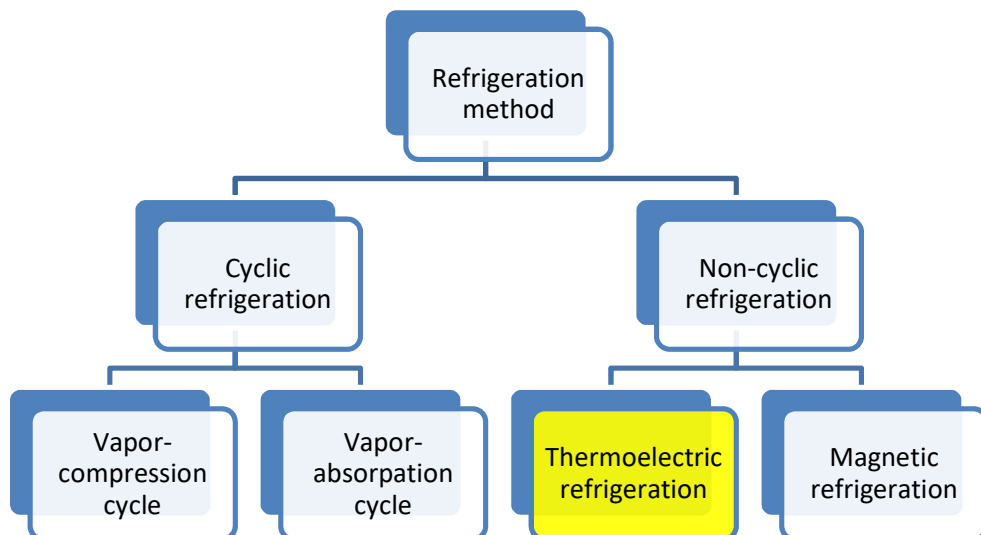 Refrigeration
method
Cyclic
refrigeration
Non-cyclic
refrigeration
Vapor-
compression
cycle
Vapor-
absorpation
cycle
Thermoelectric
refrigeration
Magnetic
refrigeration